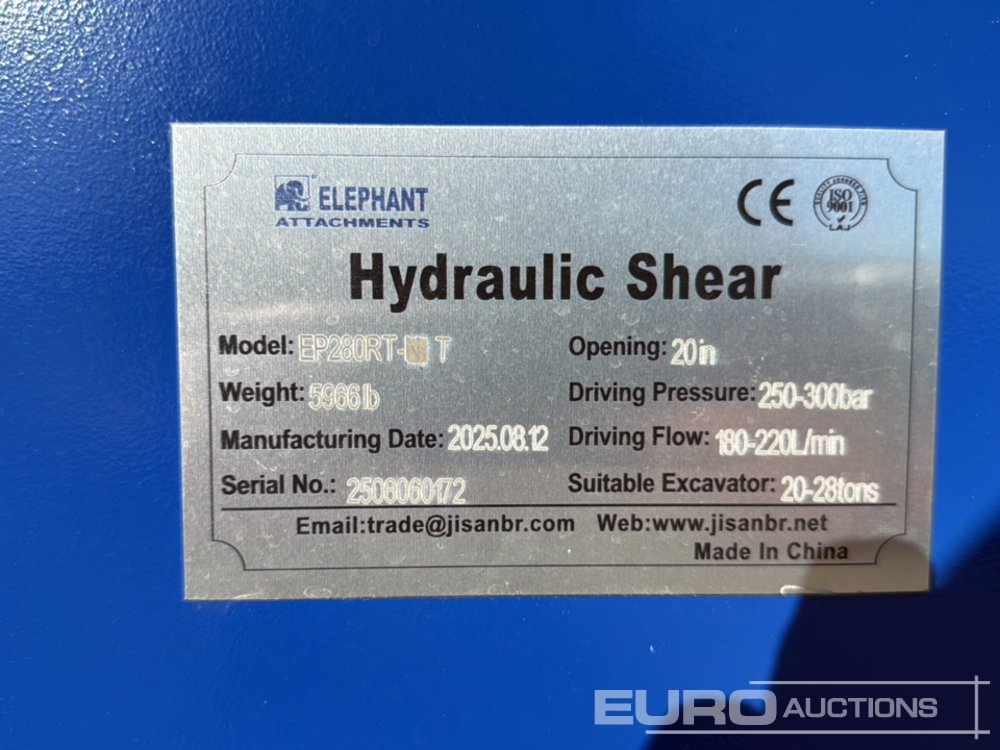 ELEPHANT
ATTACHMENTS
CE
ISO
9001
Hydraulic Shear
Model: EP280RT- T
Opening: 20in
Weight: 5966lb
Driving Pressure: 250-300bar
Manufacturing Date: 2025.08.12
Driving Flow: 180-220L/min
Serial No.: 2508060172
Suitable Excavator: 20-28tons
Email:trade@jisanbr.com Web:www.jisanbr.net
Made In China
EURO AUCTIONS